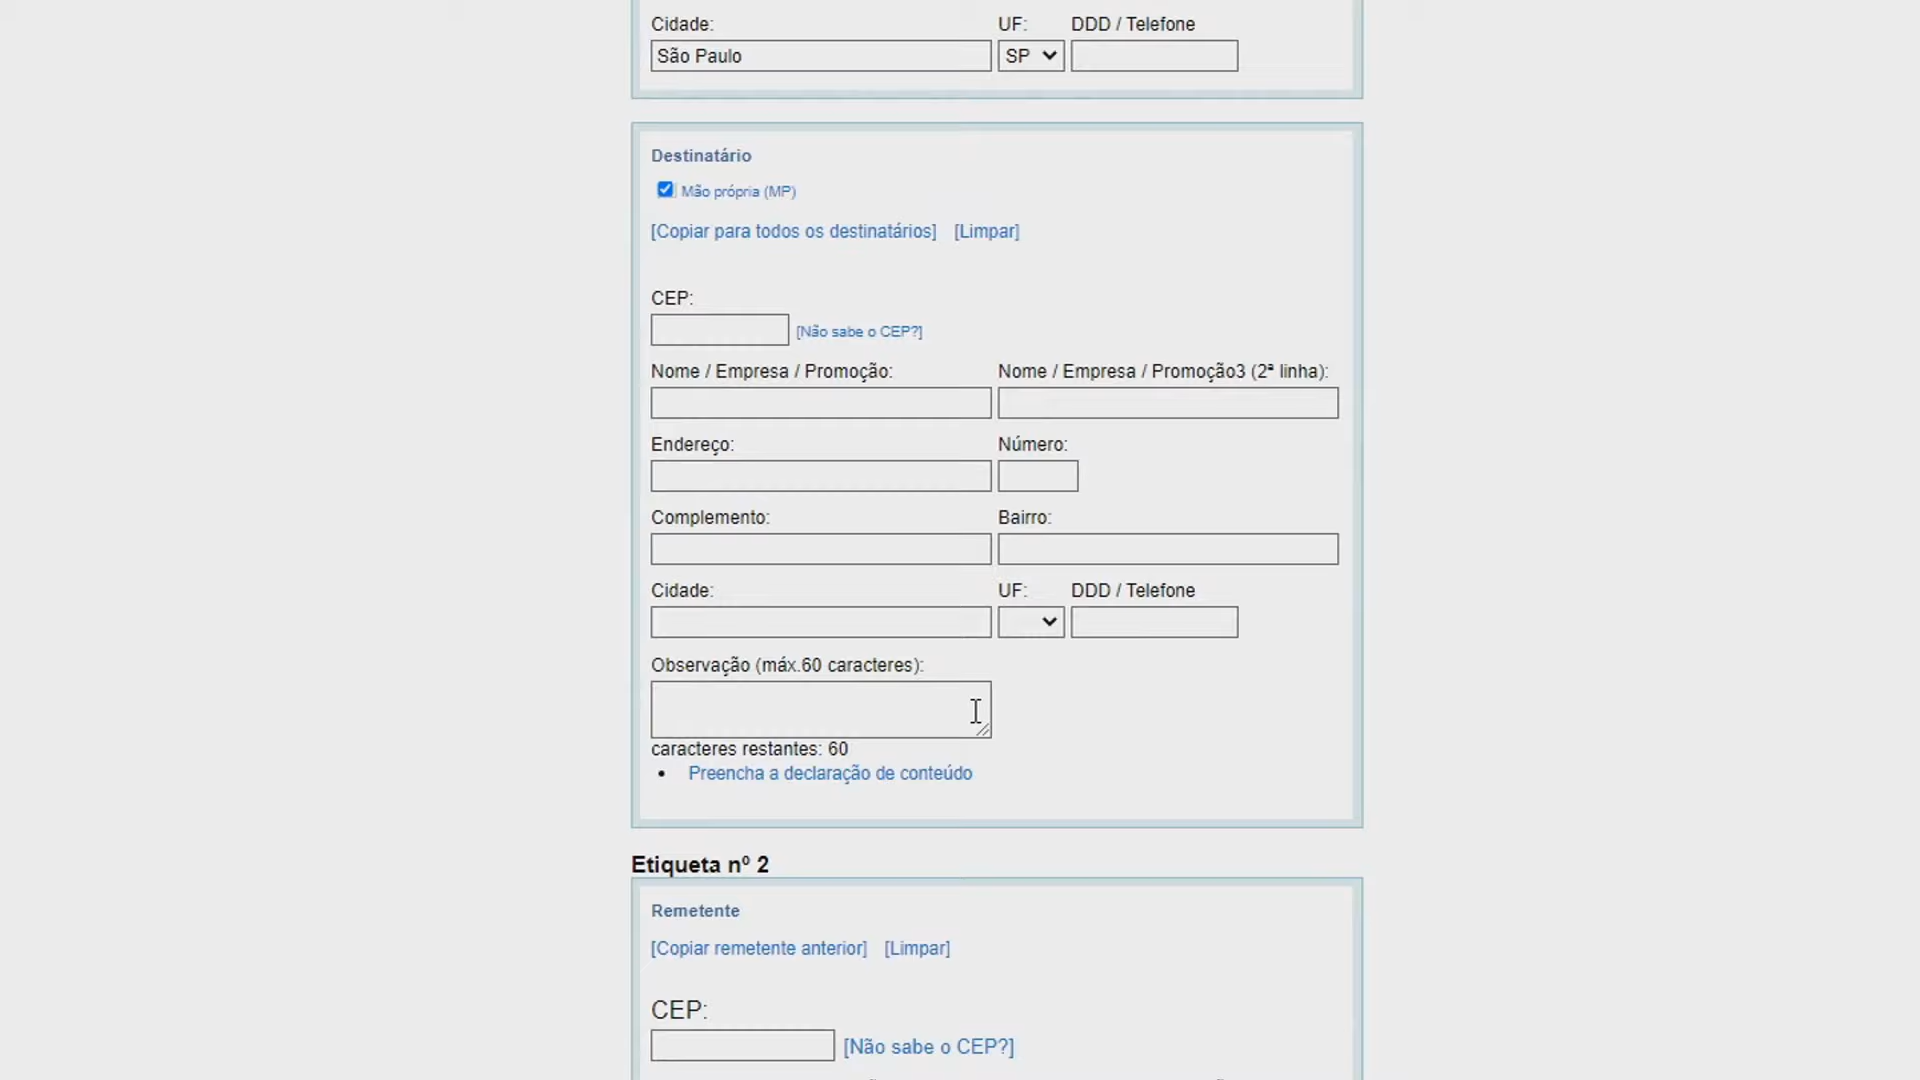 Cidade: UF: DDD / Telefone
São Paulo SP
Destinatário
Mão própria (MP)
[Copiar para todos os destinatários] [Limpar]
CEP:
[Não sabe o CEP?]
Nome / Empresa / Promoção: Nome / Empresa / Promoção3 (2ª linha):
Endereço: Número:
Complemento: Bairro:
Cidade: UF: DDD / Telefone
Observação (máx.60 caracteres):
caracteres restantes: 60
• Preencha a declaração de conteúdo
Etiqueta nº 2
Remetente
[Copiar remetente anterior] [Limpar]
CEP:
[Não sabe o CEP?]